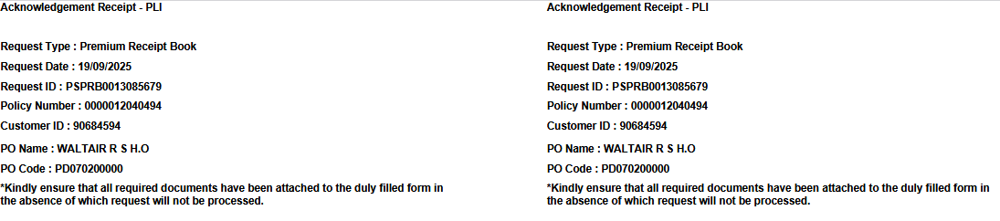 Acknowledgement Receipt - PLI
Request Type : Premium Receipt Book
Request Date : 19/09/2025
Request ID : PSPRB0013085679
Policy Number : 0000012040494
Customer ID : 90684594
PO Name : WALTAIR R S H.O
PO Code : PD070200000
*Kindly ensure that all required documents have been attached to the duly filled form in
the absence of which request will not be processed.
Acknowledgement Receipt - PLI
Request Type : Premium Receipt Book
Request Date : 19/09/2025
Request ID : PSPRB0013085679
Policy Number : 0000012040494
Customer ID : 90684594
PO Name : WALTAIR R S H.O
PO Code : PD070200000
*Kindly ensure that all required documents have been attached to the duly filled form in
the absence of which request will not be processed.